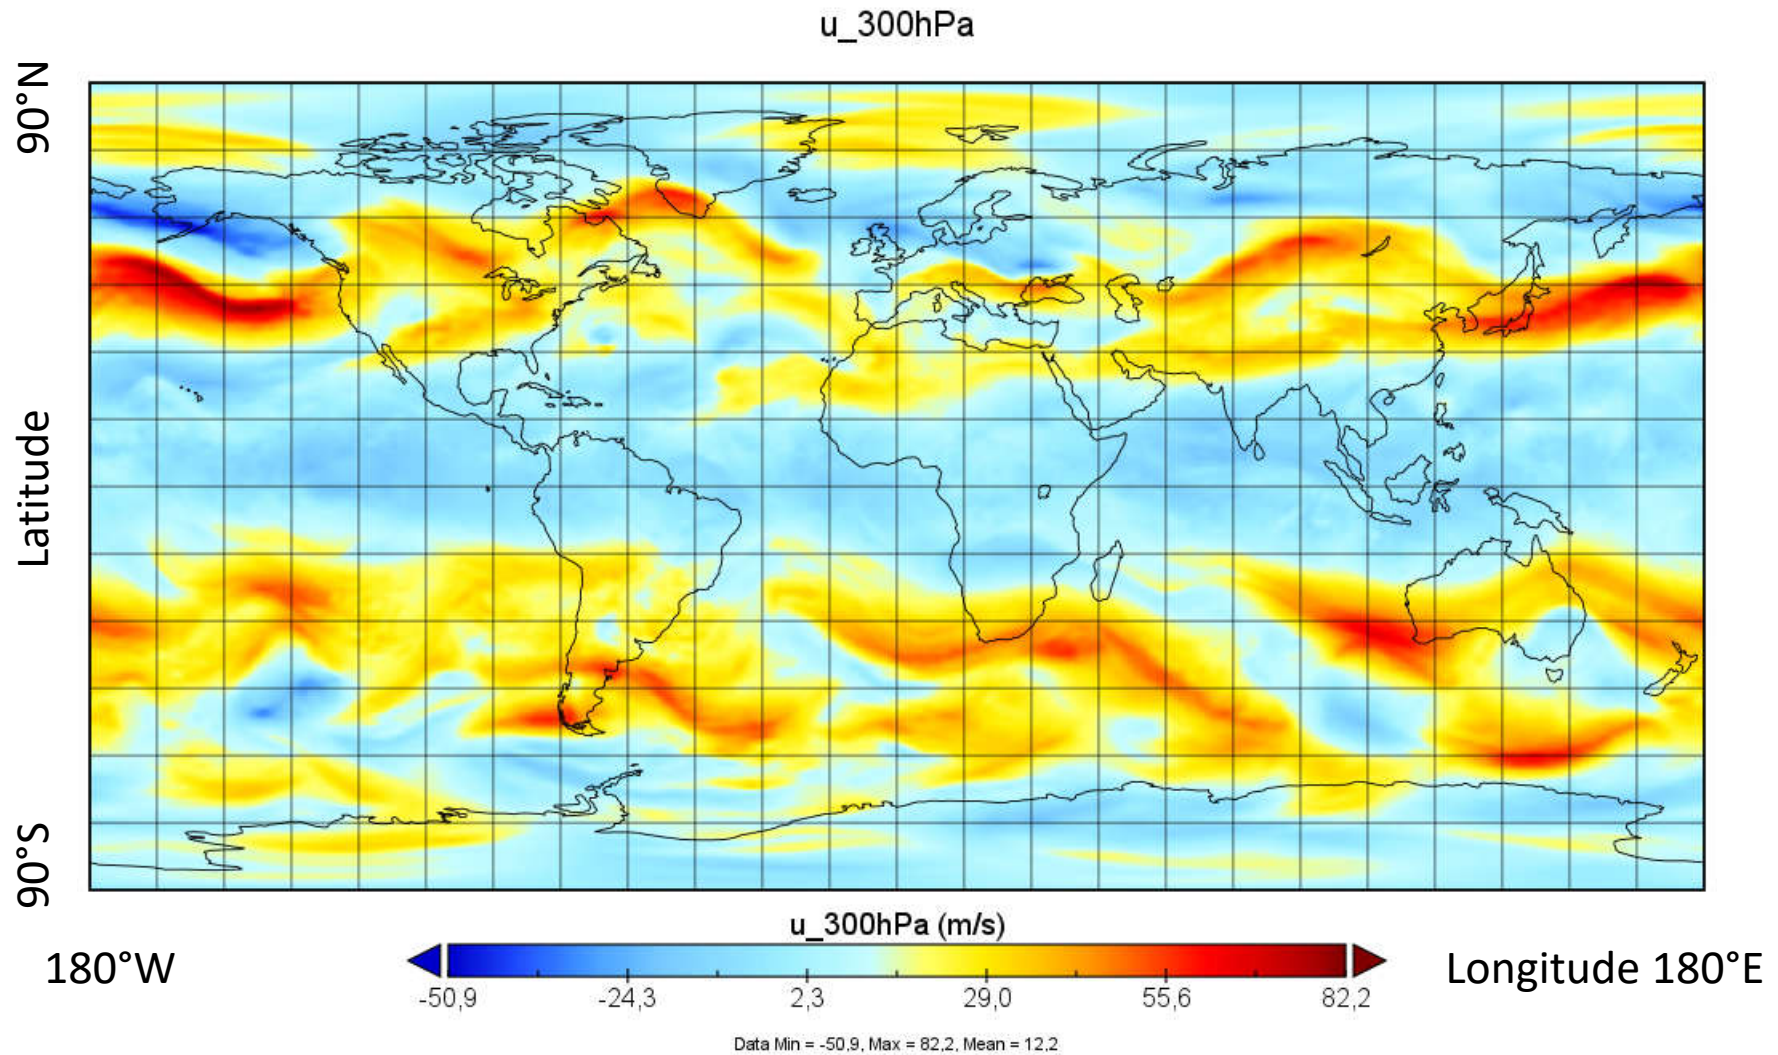 u_300hPa
90°N
Latitude
90°S
u_300hPa (m/s)
180°W
Longitude 180°E
-50,9 -24,3 2,3 29,0 55,6 82,2
Data Min = -50,9, Max = 82,2, Mean = 12,2